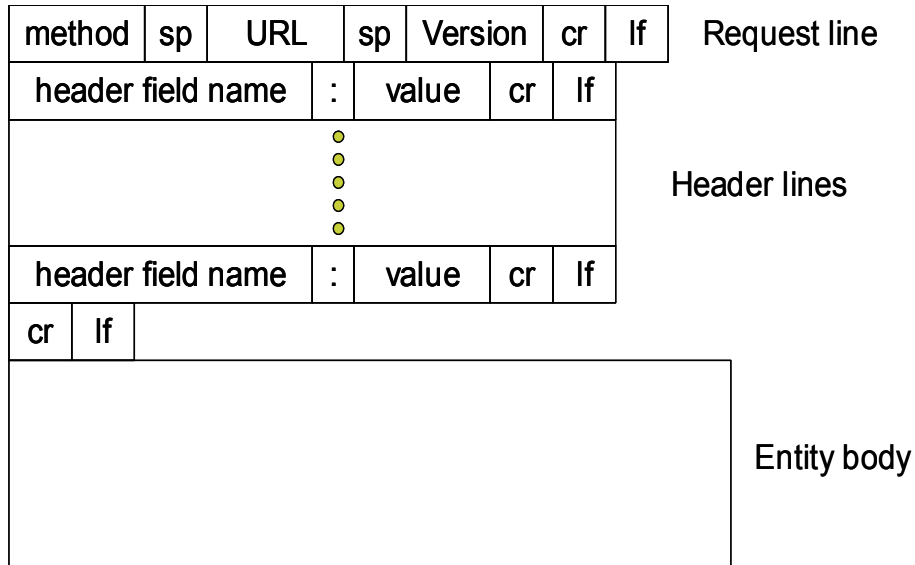 method sp URL sp Version cr lf Request line
header field name : value cr lf
Header lines
header field name : value cr lf
cr lf
Entity body